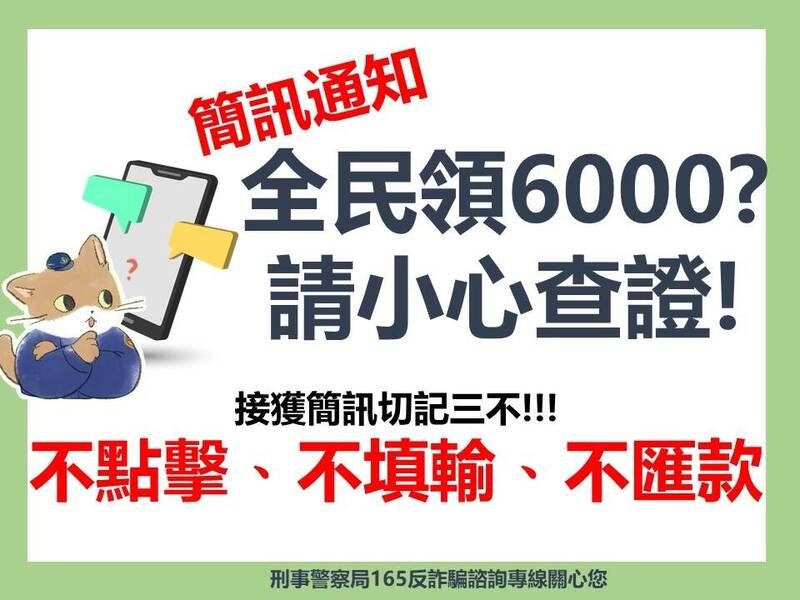 簡訊通知
全民領6000?
請小心查證!
?
接獲簡訊切記三不!!!
不點擊、不填輸、不匯款
刑事警察局165反詐騙諮詢專線關心您